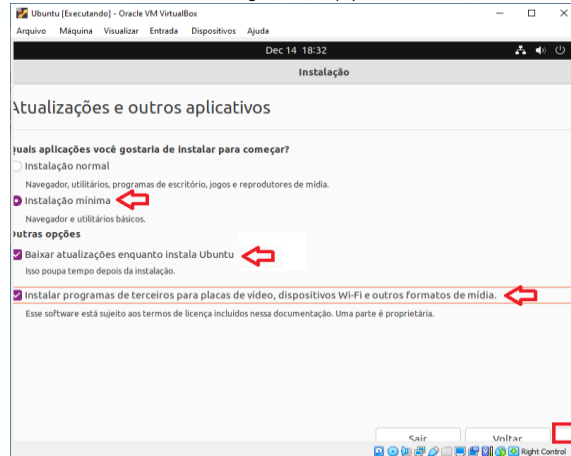 Ubuntu [Executando] - Oracle VM VirtualBox
Arquivo Máquina Visualizar Entrada Dispositivos Ajuda
Dec 14 18:32
Instalação
Atualizações e outros aplicativos
Quais aplicações você gostaria de instalar para começar?
Instalação normal
Navegador, utilitários, programas de escritório, jogos e reprodutores de mídia.
Instalação mínima
Navegador e utilitários básicos.
Outras opções
Baixar atualizações enquanto instala Ubuntu
Isso poupa tempo depois da instalação.
Instalar programas de terceiros para placas de vídeo, dispositivos Wi-Fi e outros formatos de mídia.
Esse software está sujeito aos termos de licença incluídos nessa documentação. Uma parte é proprietária.
Sair Voltar
Right Control